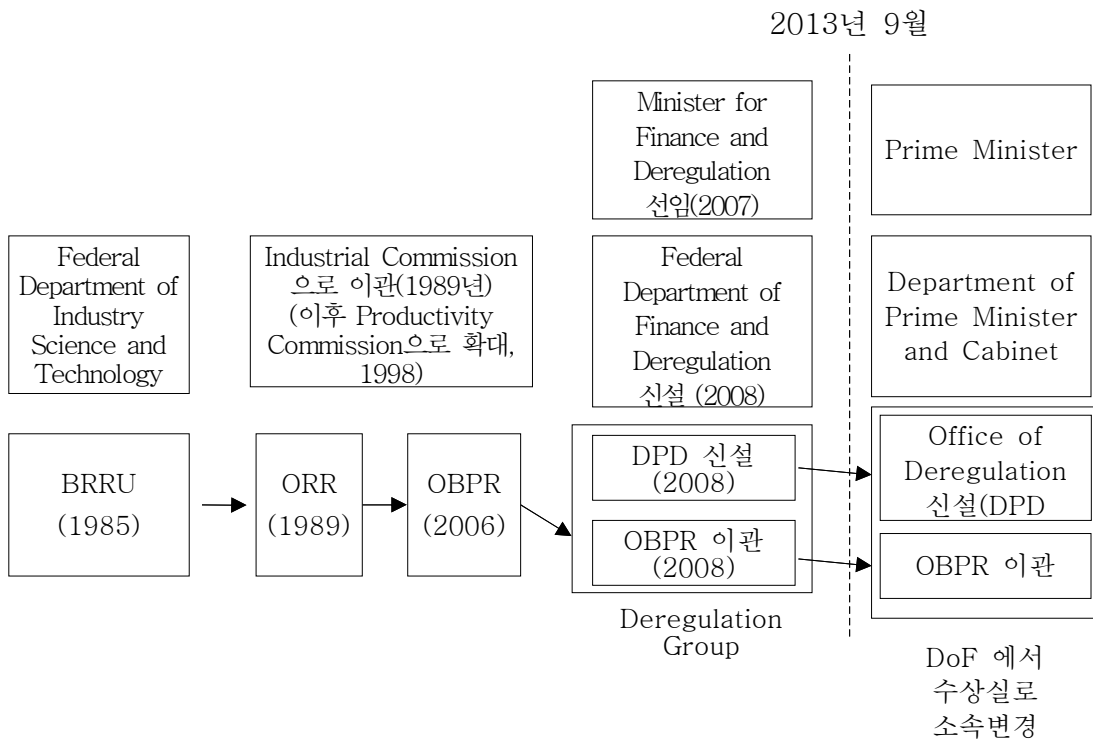 2013년 9월
Minister for
Finance and
Deregulation
선임(2007)
Prime Minister
Federal
Department of
Industry
Science and
Technology
Industrial Commission
으로 이관(1989년)
(이후 Productivity
Commission으로 확대,
1998)
Federal
Department of
Finance and
Deregulation
신설 (2008)
Department of
Prime Minister
and Cabinet
BRRU
(1985)
ORR
(1989)
OBPR
(2006)
DPD 신설
(2008)
OBPR 이관
(2008)
Deregulation
Group
Office of
Deregulation
신설(DPD
OBPR 이관
DoF 에서
수상실로
소속변경